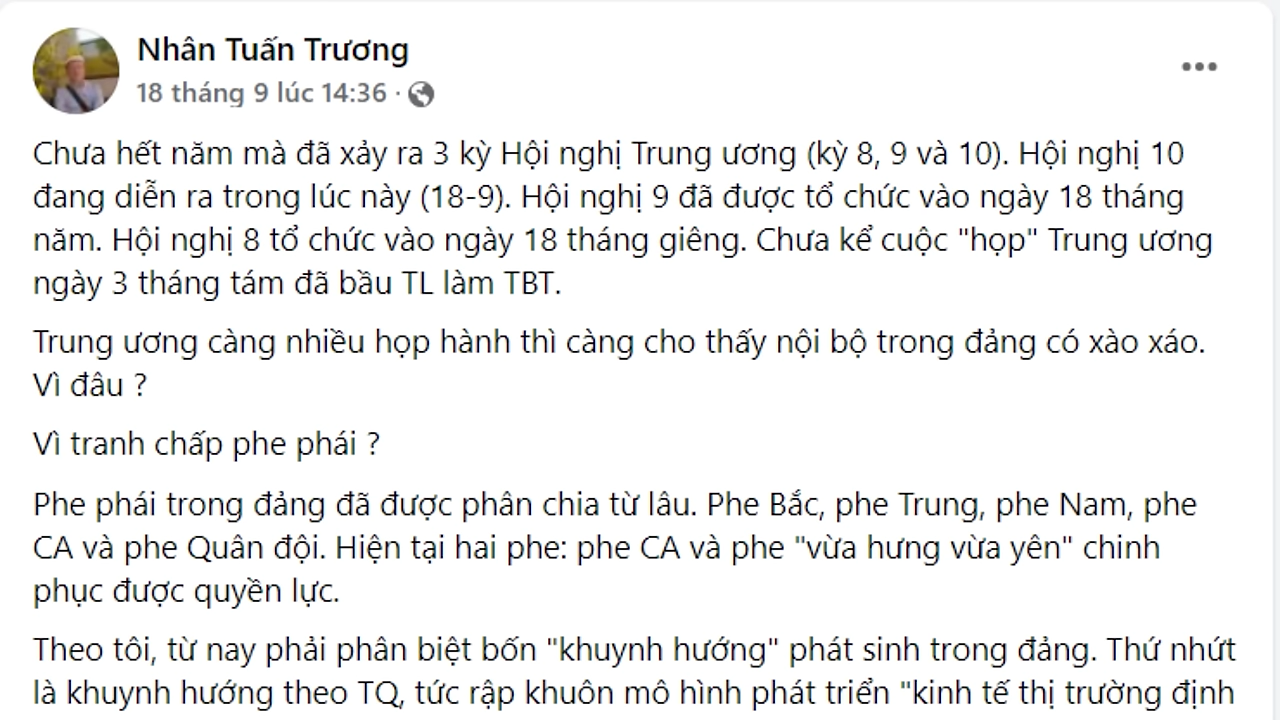 Nhân Tuấn Trương
18 tháng 9 lúc 14:36 ·
Chưa hết năm mà đã xảy ra 3 kỳ Hội nghị Trung ương (kỳ 8, 9 và 10). Hội nghị 10
đang diễn ra trong lúc này (18-9). Hội nghị 9 đã được tổ chức vào ngày 18 tháng
năm. Hội nghị 8 tổ chức vào ngày 18 tháng giêng. Chưa kể cuộc "họp" Trung ương
ngày 3 tháng tám đã bầu TL làm TBT.
Trung ương càng nhiều họp hành thì càng cho thấy nội bộ trong đảng có xào xáo.
Vì đâu ?
Vì tranh chấp phe phái ?
Phe phái trong đảng đã được phân chia từ lâu. Phe Bắc, phe Trung, phe Nam, phe
CA và phe Quân đội. Hiện tại hai phe: phe CA và phe "vừa hưng vừa yên" chinh
phục được quyền lực.
Theo tôi, từ nay phải phân biệt bốn "khuynh hướng" phát sinh trong đảng. Thứ nhứt
là khuynh hướng theo TQ, tức rập khuôn mô hình phát triển "kinh tế thị trường định